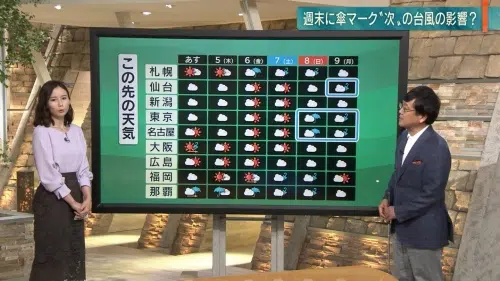 週末に傘マーク〝次〟の台風の影響？
この先の天気
あす 5(木) 6(金) 7(土) 8(日) 9(月)
札幌
仙台
新潟
東京
名古屋
大阪
広島
福岡
那覇